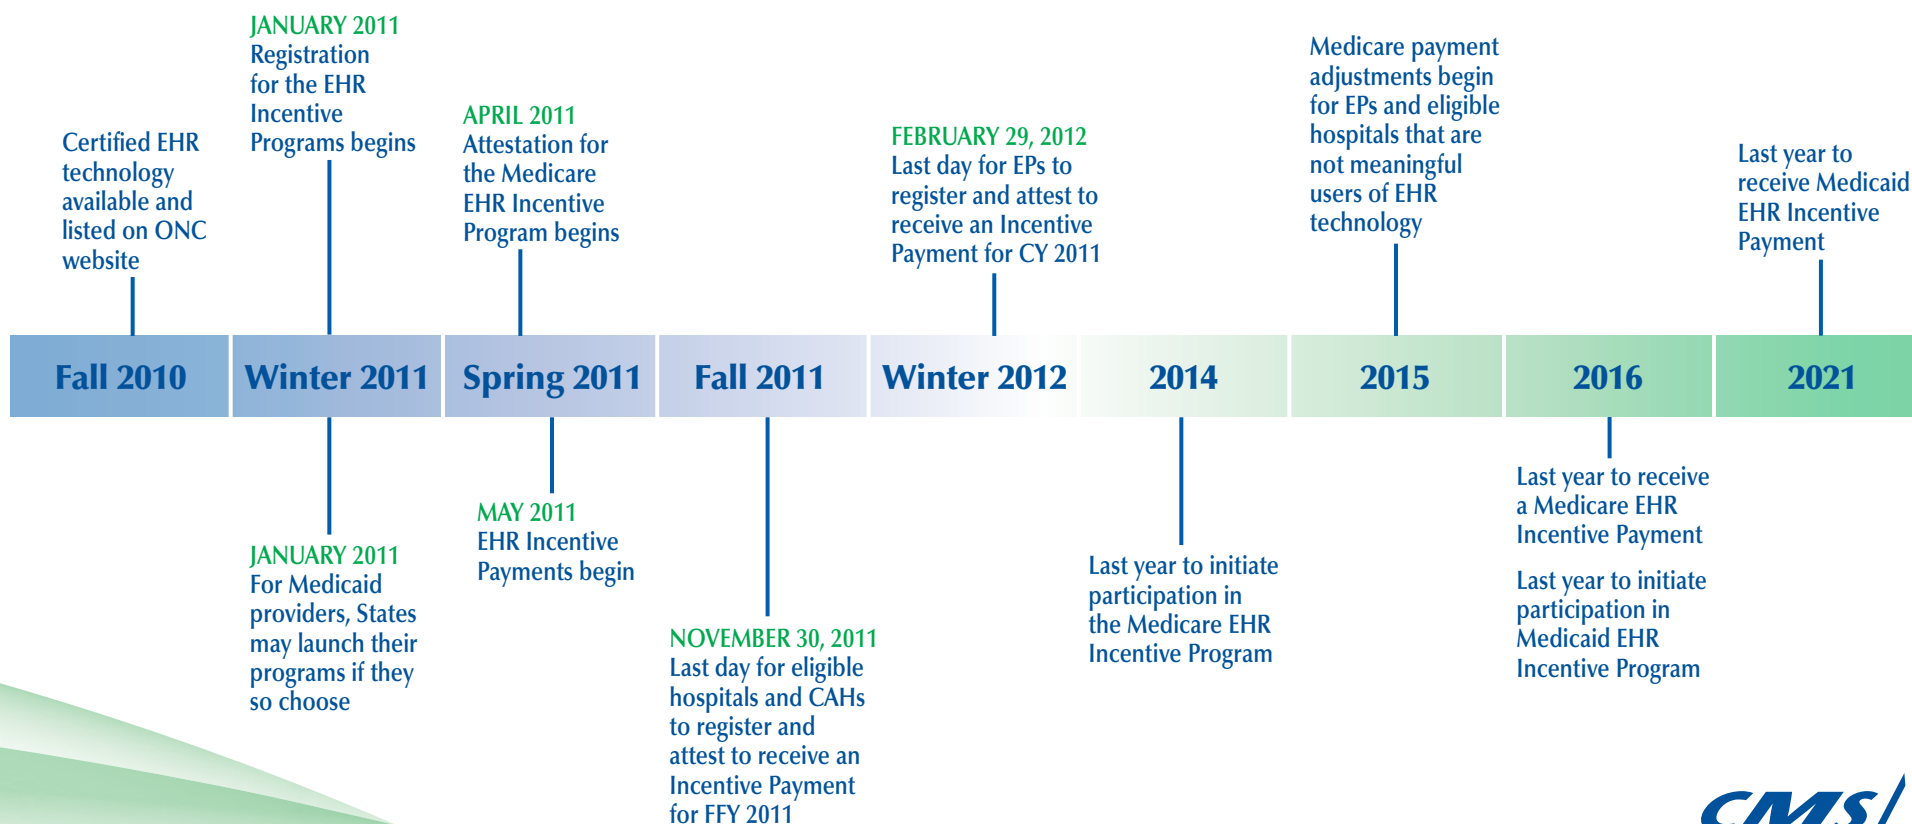 JANUARY 2011
Registration
for the EHR
Incentive
Programs begins
Certified EHR
technology
available and
listed on ONC
website
APRIL 2011
Attestation for
the Medicare
EHR Incentive
Program begins
FEBRUARY 29, 2012
Last day for EPs to
register and attest to
receive an Incentive
Payment for CY 2011
Medicare payment
adjustments begin
for EPs and eligible
hospitals that are
not meaningful
users of EHR
technology
Last year to
receive Medicaid
EHR Incentive
Payment
Fall 2010
Winter 2011
Spring 2011
Fall 2011
Winter 2012
2014
2015
2016
2021
JANUARY 2011
For Medicaid
providers, States
may launch their
programs if they
so choose
MAY 2011
EHR Incentive
Payments begin
NOVEMBER 30, 2011
Last day for eligible
hospitals and CAHs
to register and
attest to receive an
Incentive Payment
for FFY 2011
Last year to initiate
participation in
the Medicare EHR
Incentive Program
Last year to receive
a Medicare EHR
Incentive Payment
Last year to initiate
participation in
Medicaid EHR
Incentive Program
CMS